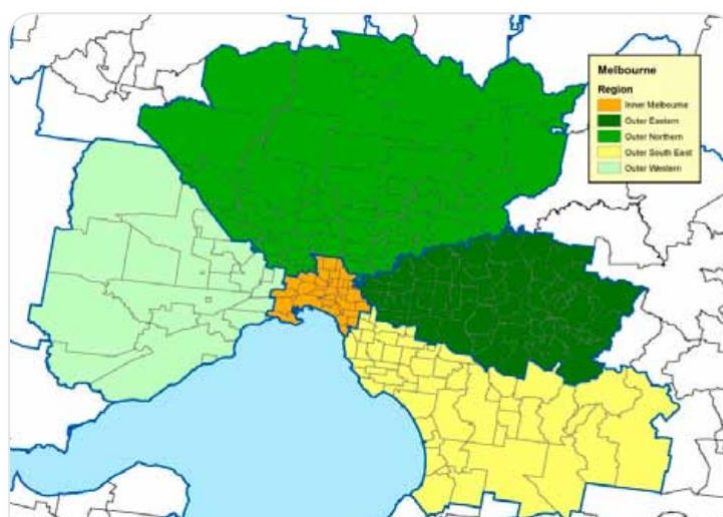 Melbourne
Region
Inner Melbourne
Outer Eastern
Outer Northern
Outer South East
Outer Western